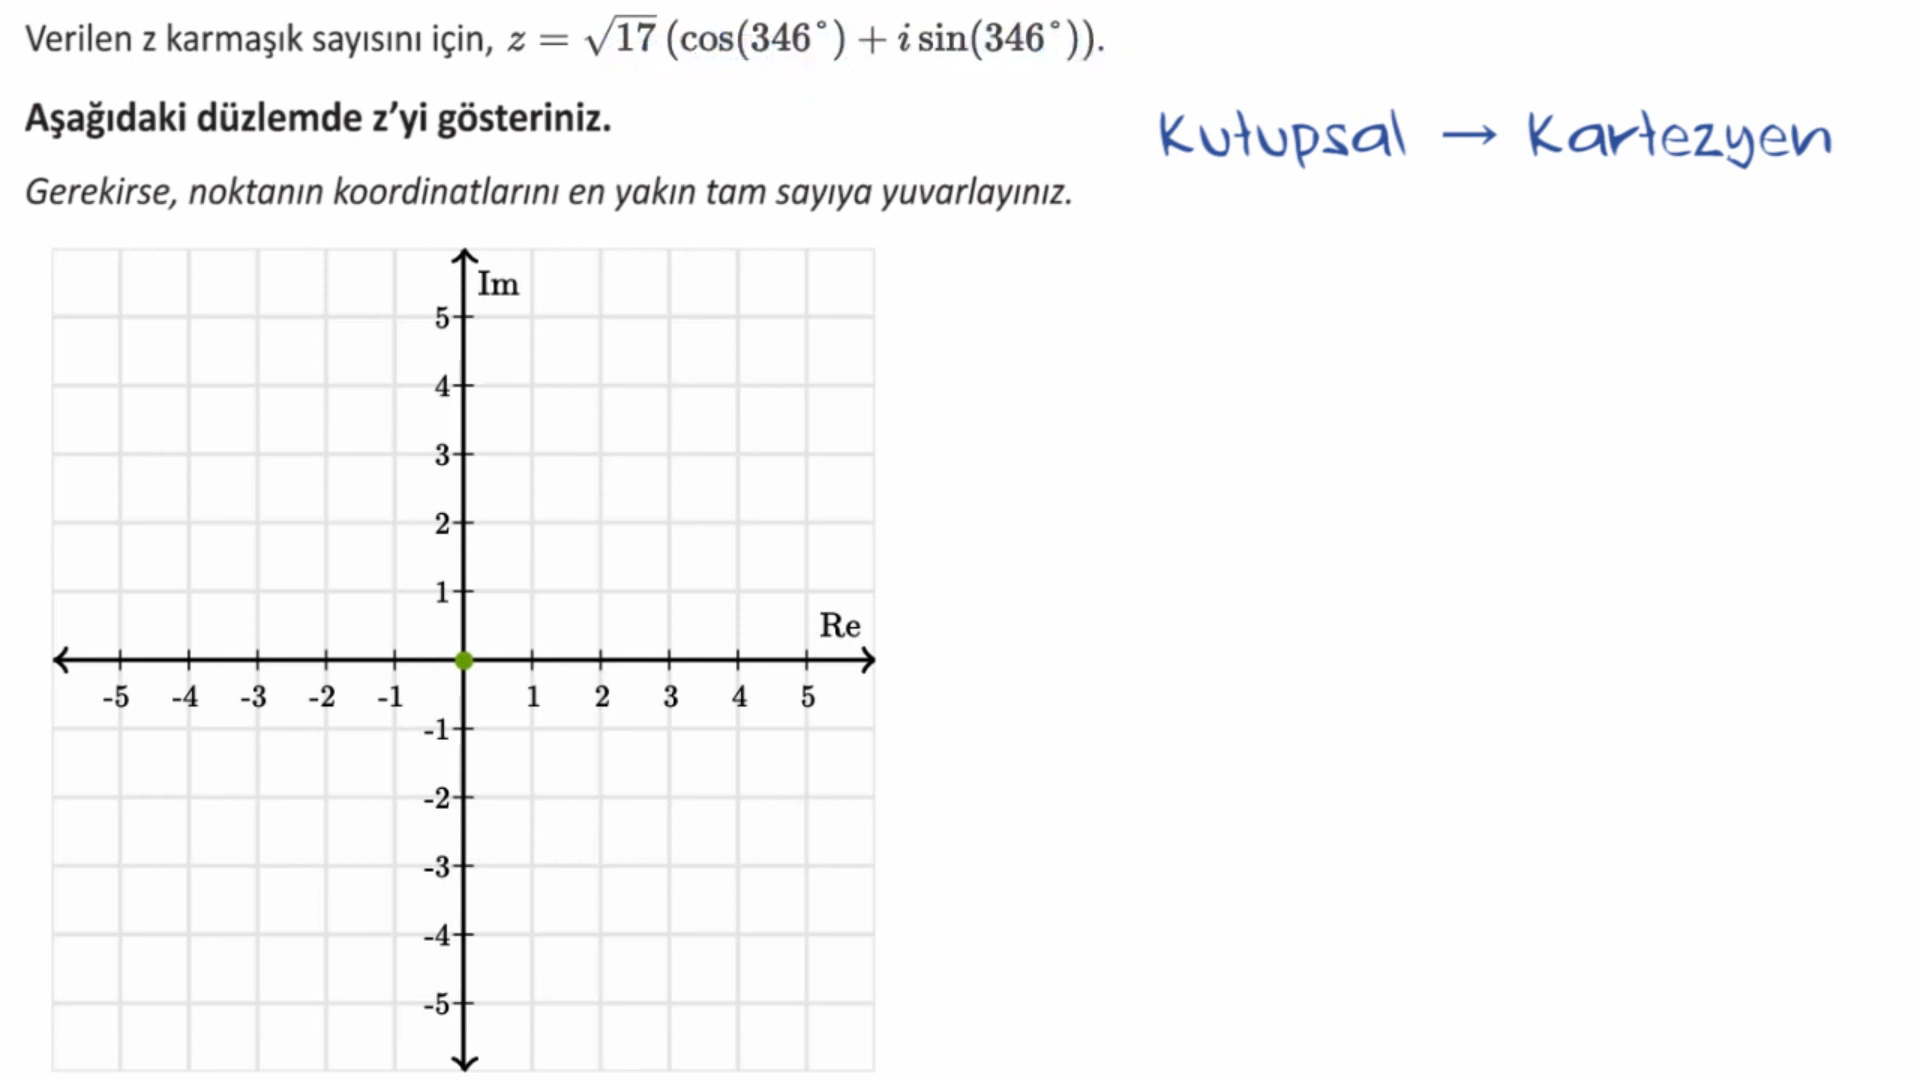 Verilen z karmaşık sayısını için, z = √17 (cos(346°) + i sin(346°)).
Aşağıdaki düzlemde z'yi gösteriniz.
Kutupsal → Kartezyen
Gerekirse, noktanın koordinatlarını en yakın tam sayıya yuvarlayınız.
Im
5
4
3
2
1
Re
-5 -4 -3 -2 -1 1 2 3 4 5
-1
-2
-3
-4
-5